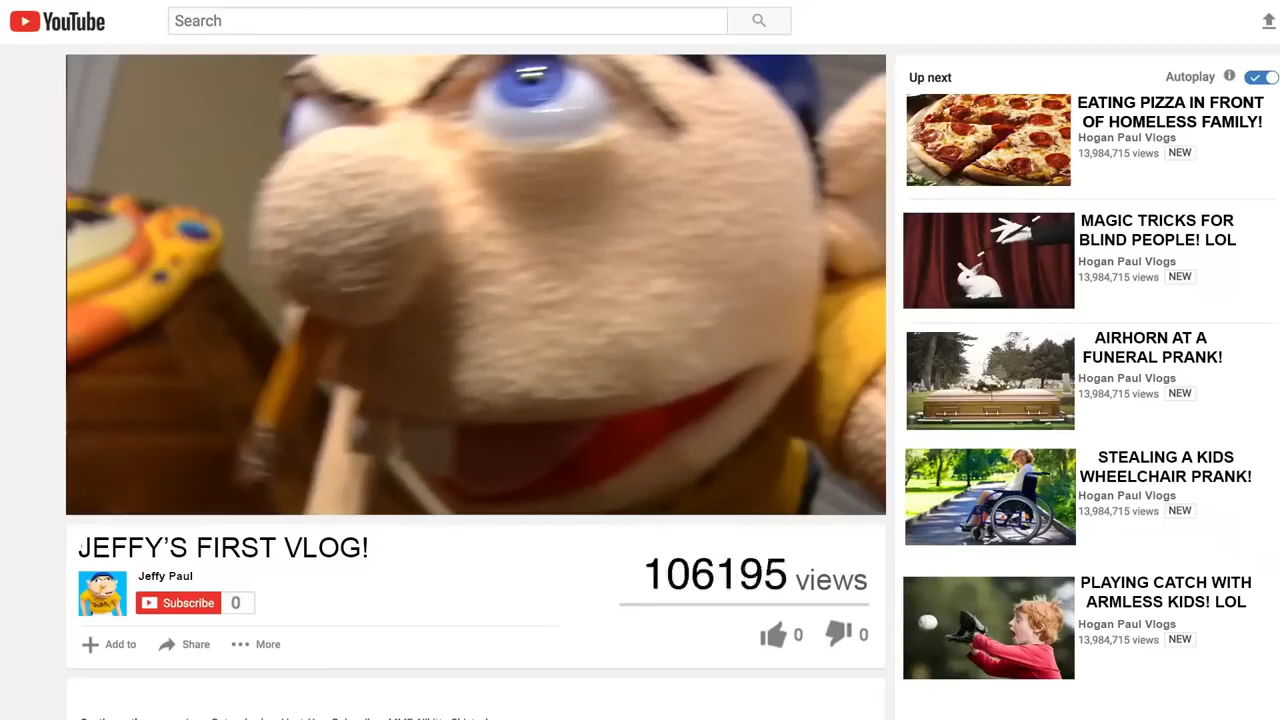 YouTube
Search
Up next
Autoplay
EATING PIZZA IN FRONT
OF HOMELESS FAMILY!
Hogan Paul Vlogs
13,984,715 views NEW
MAGIC TRICKS FOR
BLIND PEOPLE! LOL
Hogan Paul Vlogs
13,984,715 views NEW
AIRHORN AT A
FUNERAL PRANK!
Hogan Paul Vlogs
13,984,715 views NEW
STEALING A KIDS
WHEELCHAIR PRANK!
Hogan Paul Vlogs
13,984,715 views NEW
PLAYING CATCH WITH
ARMLESS KIDS! LOL
Hogan Paul Vlogs
13,984,715 views NEW
JEFFY'S FIRST VLOG!
Jeffy Paul
Subscribe 0
106195 views
Add to Share More
0 0